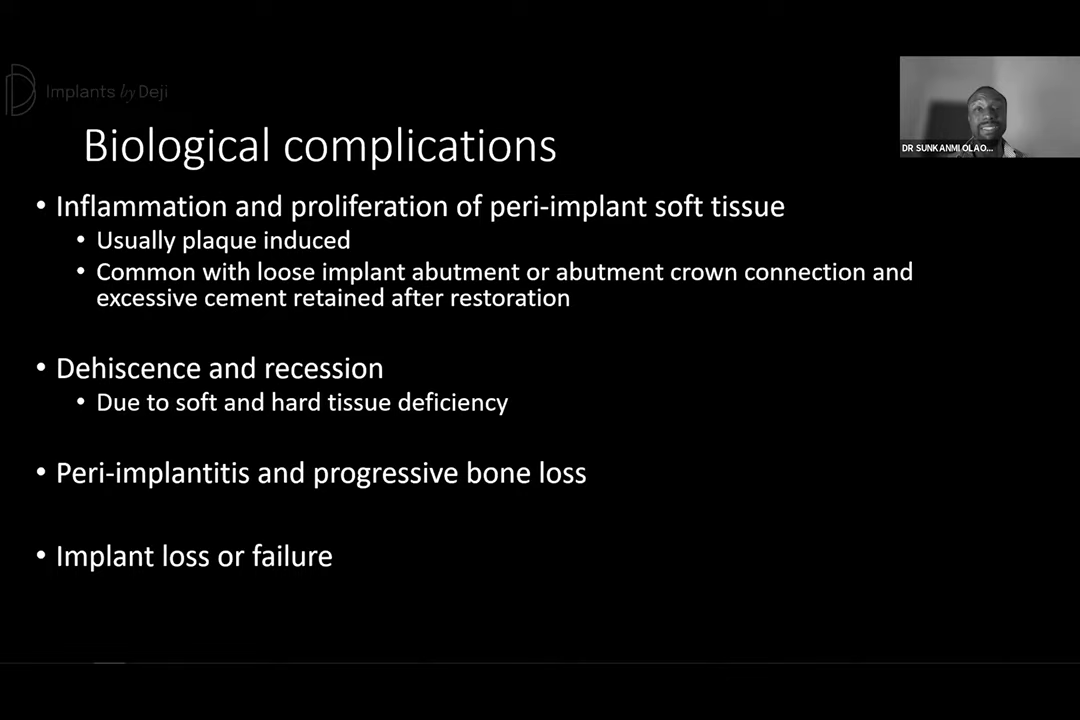 Implants by Deji
DR SUNKANMI OLAO...
Biological complications
• Inflammation and proliferation of peri-implant soft tissue
• Usually plaque induced
• Common with loose implant abutment or abutment crown connection and
excessive cement retained after restoration
• Dehiscence and recession
• Due to soft and hard tissue deficiency
• Peri-implantitis and progressive bone loss
• Implant loss or failure